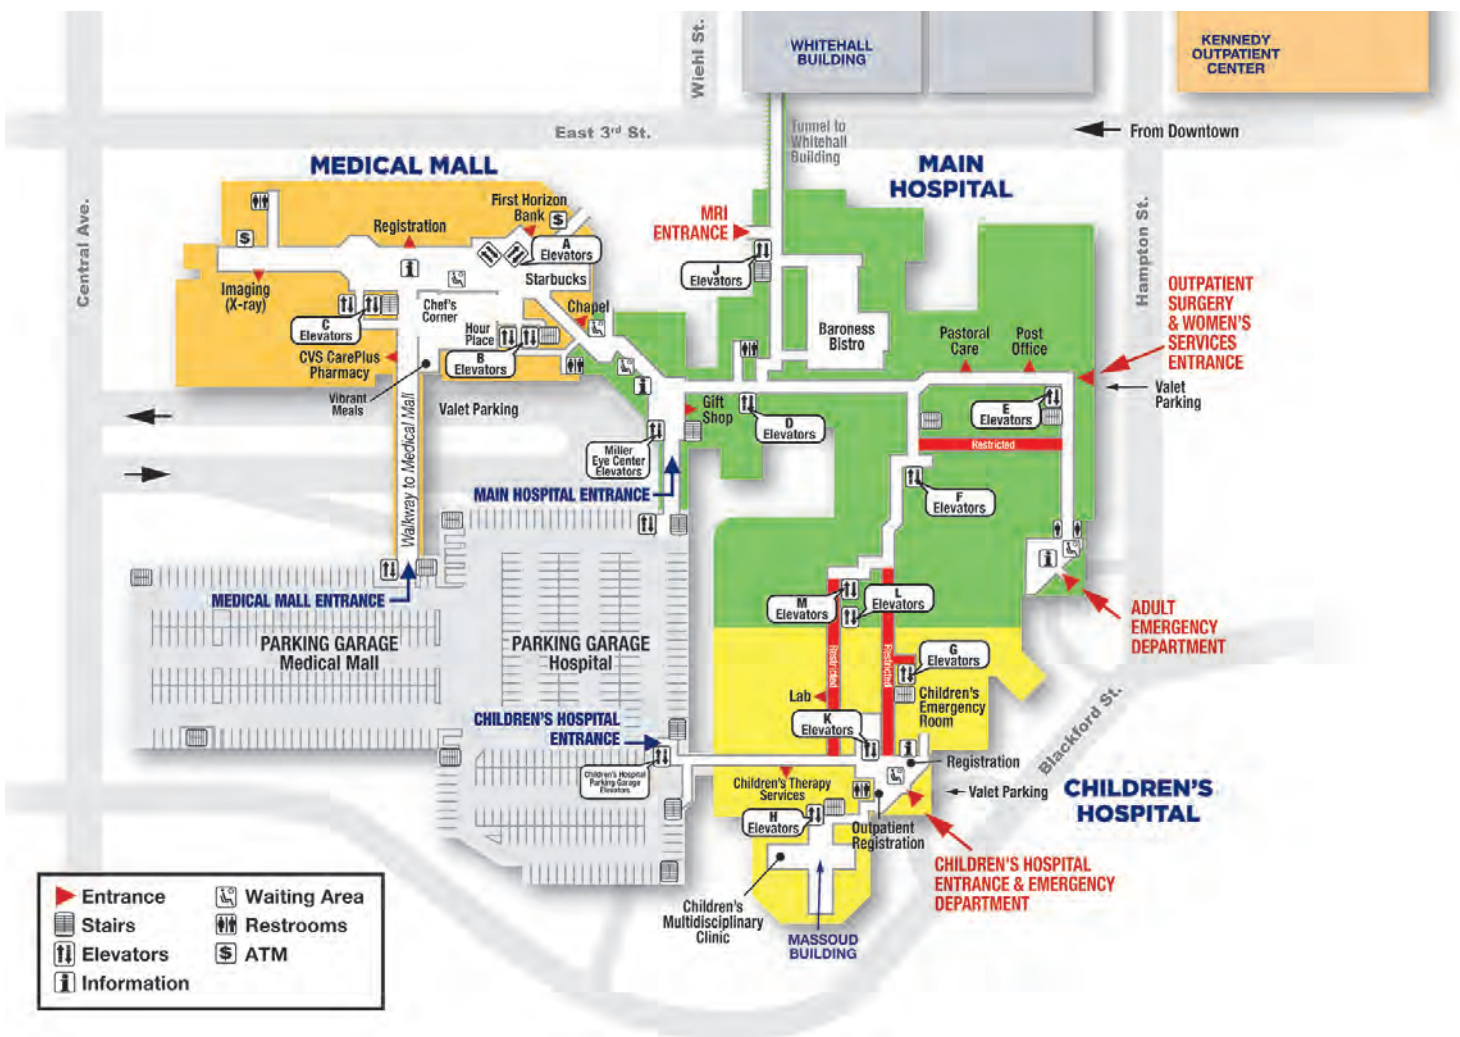 Wiehl St.
WHITEHALL
BUILDING
KENNEDY
OUTPATIENT
CENTER
East 3rd St.
Tunnel to
Whitehall
Building
From Downtown
MEDICAL MALL
MAIN
HOSPITAL
Central Ave.
Hampton St.
First Horizon
Bank
$
Registration
A
Elevators
Starbucks
$
i
Imaging
(X-ray)
MRI
ENTRANCE
J
Elevators
OUTPATIENT
SURGERY
& WOMEN'S
SERVICES
ENTRANCE
C
Elevators
Chef's
Corner
Chapel
Hour
Place
B
Elevators
CVS CarePlus
Pharmacy
Vibrant
Meals
Valet Parking
Baroness
Bistro
Pastoral
Care
Post
Office
Valet
Parking
i
Gift
Shop
D
Elevators
E
Elevators
Restricted
Walkway to Medical Mall
Miller
Eye Center
Elevators
MAIN HOSPITAL ENTRANCE
F
Elevators
i
MEDICAL MALL ENTRANCE
M
Elevators
L
Elevators
ADULT
EMERGENCY
DEPARTMENT
PARKING GARAGE
Medical Mall
PARKING GARAGE
Hospital
Restricted
Restricted
G
Elevators
Lab
Children's
Emergency
Room
K
Elevators
CHILDREN'S HOSPITAL
ENTRANCE
Blackford St.
i
Registration
Children's Hospital
Parking Garage
Elevators
Children's Therapy
Services
Valet Parking
CHILDREN'S
HOSPITAL
H
Elevators
Outpatient
Registration
CHILDREN'S HOSPITAL
ENTRANCE & EMERGENCY
DEPARTMENT
Children's
Multidisciplinary
Clinic
MASSOUD
BUILDING
Entrance
Waiting Area
Stairs
Restrooms
Elevators
$ ATM
i Information